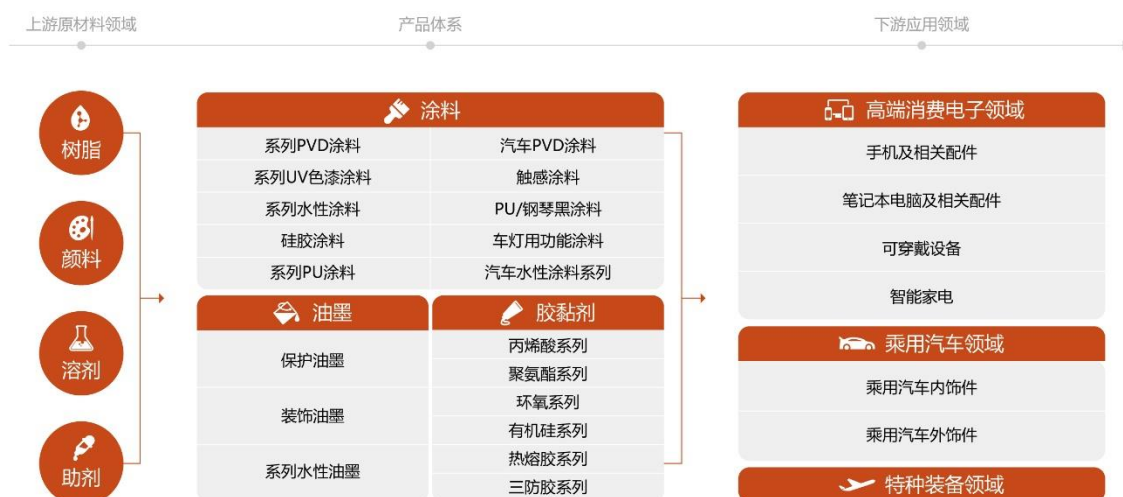 上游原材料领域
产品体系
下游应用领域
树脂
颜料
溶剂
助剂
涂料
系列PVD涂料
汽车PVD涂料
系列UV色漆涂料
触感涂料
系列水性涂料
PU/钢琴黑涂料
硅胶涂料
车灯用功能涂料
系列PU涂料
汽车水性涂料系列
油墨
保护油墨
装饰油墨
系列水性油墨
胶黏剂
丙烯酸系列
聚氨酯系列
环氧系列
有机硅系列
热熔胶系列
三防胶系列
高端消费电子领域
手机及相关配件
笔记本电脑及相关配件
可穿戴设备
智能家电
乘用汽车领域
乘用汽车内饰件
乘用汽车外饰件
特种装备领域